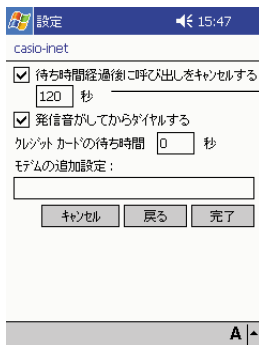 設定 15:47
casio-inet
待ち時間経過後に呼び出しをｷｬﾝｾﾙする
120 秒
発信音がしてからﾀﾞｲﾔﾙする
ｸﾚｼﾞｯﾄ ｶｰﾄﾞの待ち時間 0 秒
ﾓﾃﾞﾑの追加設定：
ｷｬﾝｾﾙ 戻る 完了
A